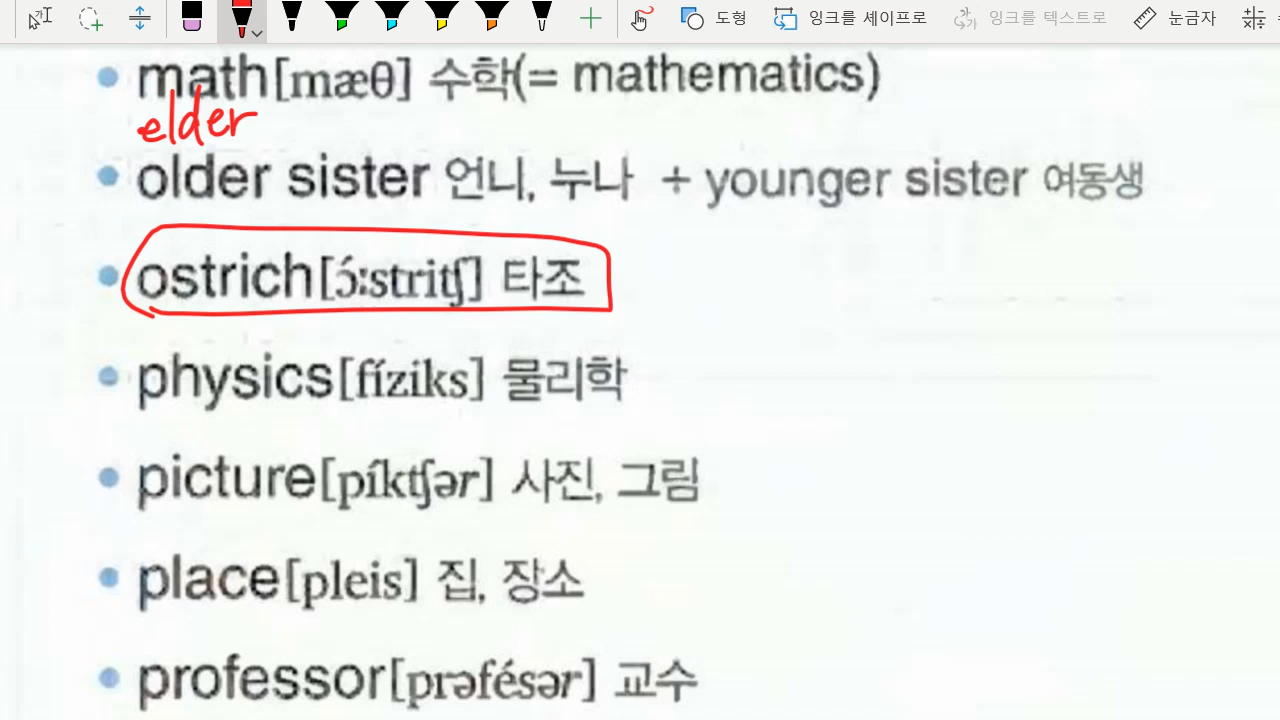 도형 잉크를 셰이프로 잉크를 텍스트로 눈금자
math[mæθ] 수학(= mathematics)
elder
older sister 언니, 누나 + younger sister 여동생
ostrich[ɔ́ːstritʃ] 타조
physics[fíziks] 물리학
picture[píktʃər] 사진, 그림
place[pleis] 집, 장소
professor[prəfésər] 교수